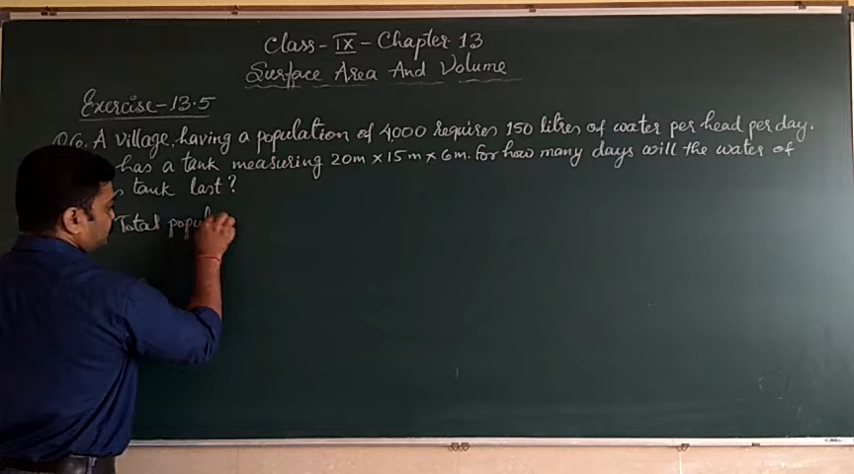 Class - IX - Chapter 13
Surface Area And Volume
Exercise - 13.5
Q6. A village, having a population of 4000 requires 150 litres of water per head per day.
has a tank measuring 20m × 15m × 6m. For how many days will the water of
tank last?
Total popul